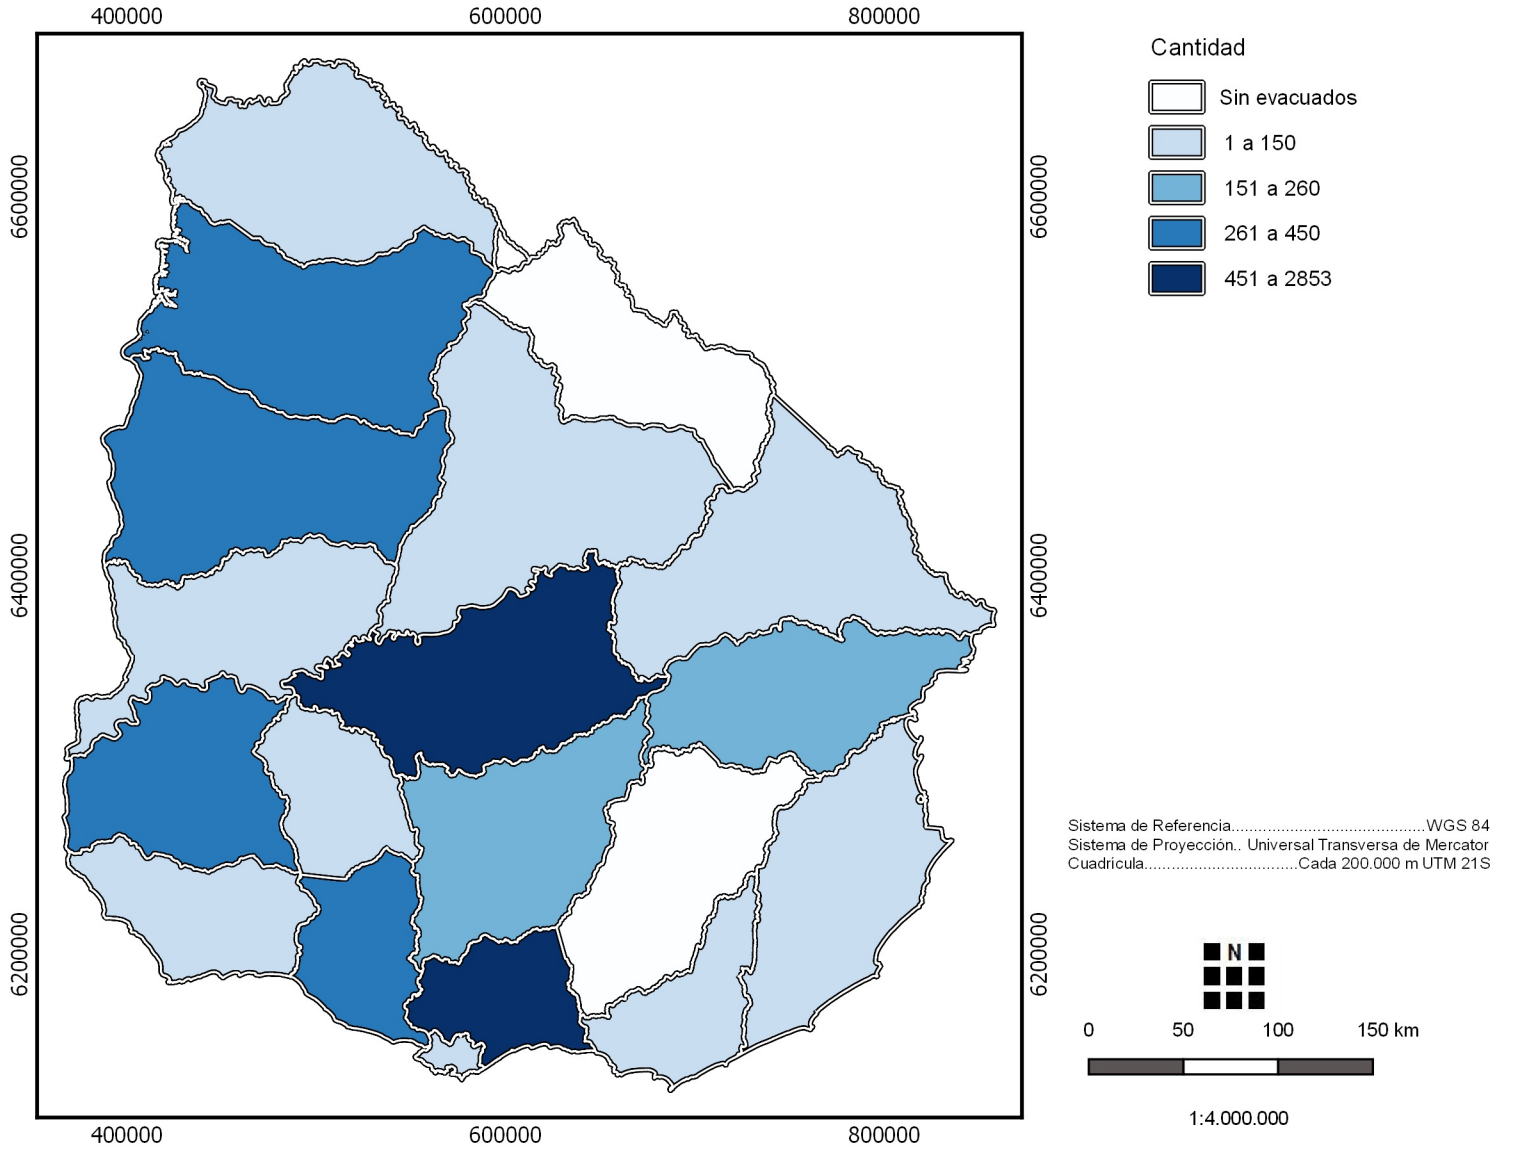 400000 600000 800000
Cantidad
Sin evacuados
1 a 150
151 a 260
261 a 450
451 a 2853
6600000
6400000
6200000
6600000
6400000
6200000
Sistema de Referencia..........................................WGS 84
Sistema de Proyección.. Universal Transversa de Mercator
Cuadrícula.................................Cada 200.000 m UTM 21S
N
0 50 100 150 km
1:4.000.000
400000 600000 800000